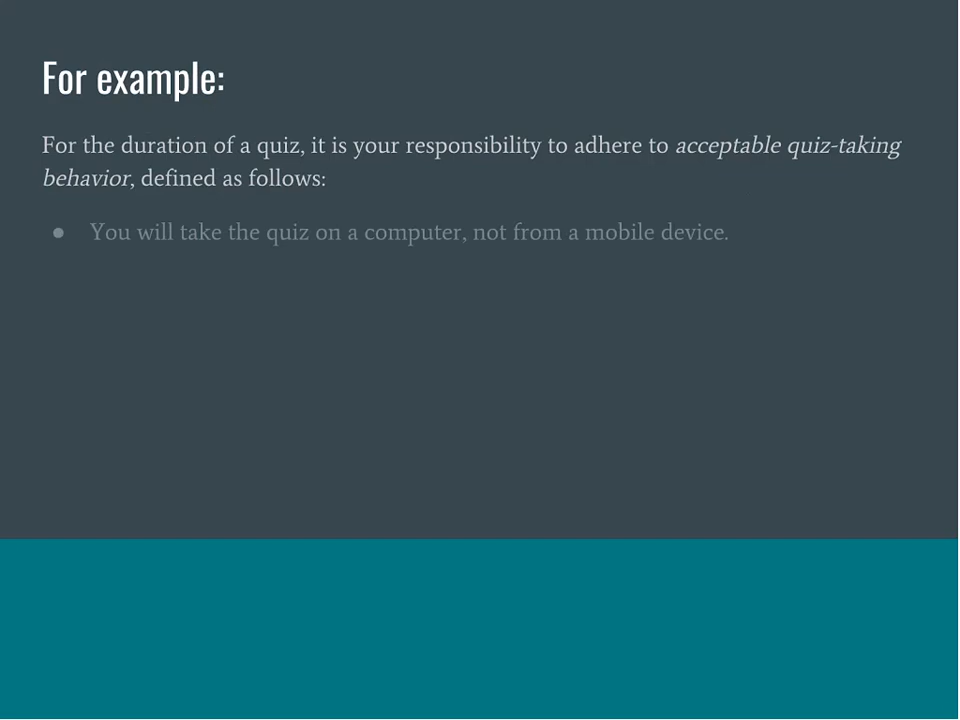 For example:
For the duration of a quiz, it is your responsibility to adhere to acceptable quiz-taking
behavior, defined as follows:
● You will take the quiz on a computer, not from a mobile device.